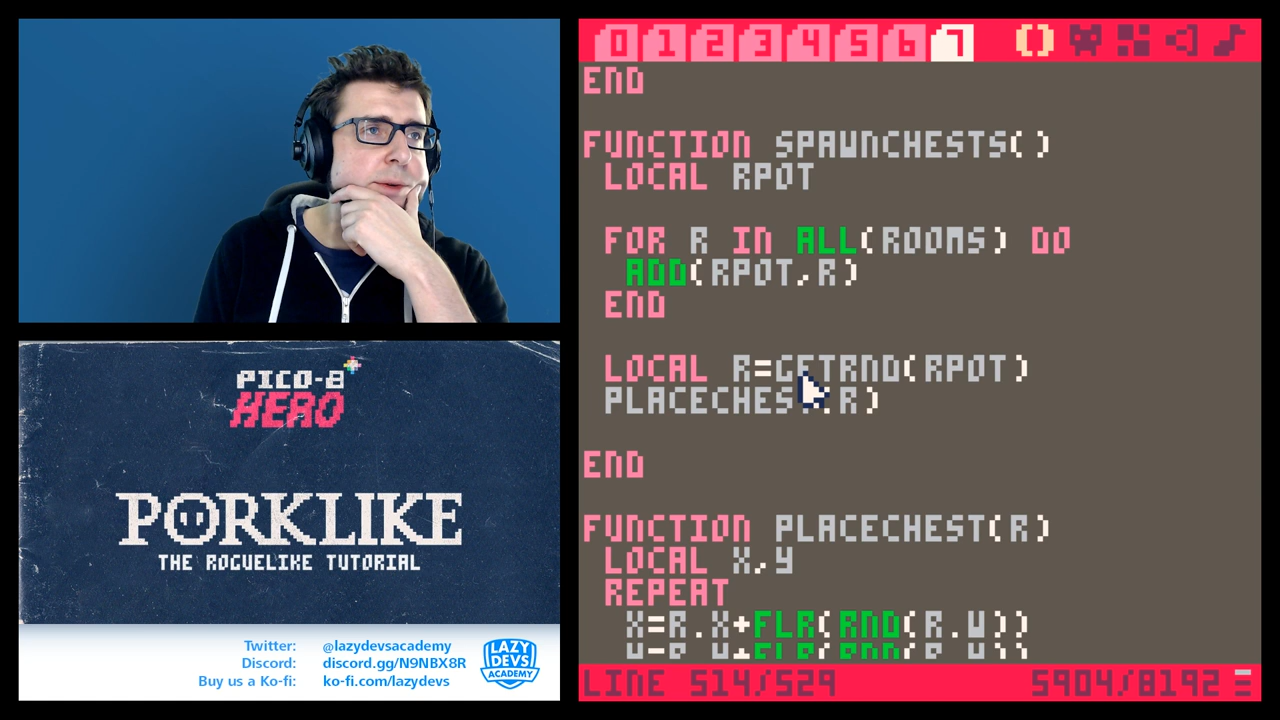 PICO-8
HERO
PORKLIKE
THE ROGUELIKE TUTORIAL
Twitter: @lazydevsacademy
Discord: discord.gg/N9NBX8R
Buy us a Ko-fi: ko-fi.com/lazydevs
LAZY
DEVS
ACADEMY
0 1 2 3 4 5 6 7 ()
END
FUNCTION SPAWNCHESTS()
LOCAL RPOT
FOR R IN ALL(ROOMS) DO
ADD(RPOT,R)
END
LOCAL R=GETRND(RPOT)
PLACECHES R)
END
FUNCTION PLACECHEST(R)
LOCAL X,Y
REPEAT
X=R.X+FLR(RND(R.W))
LINE 514/529 5904/8192